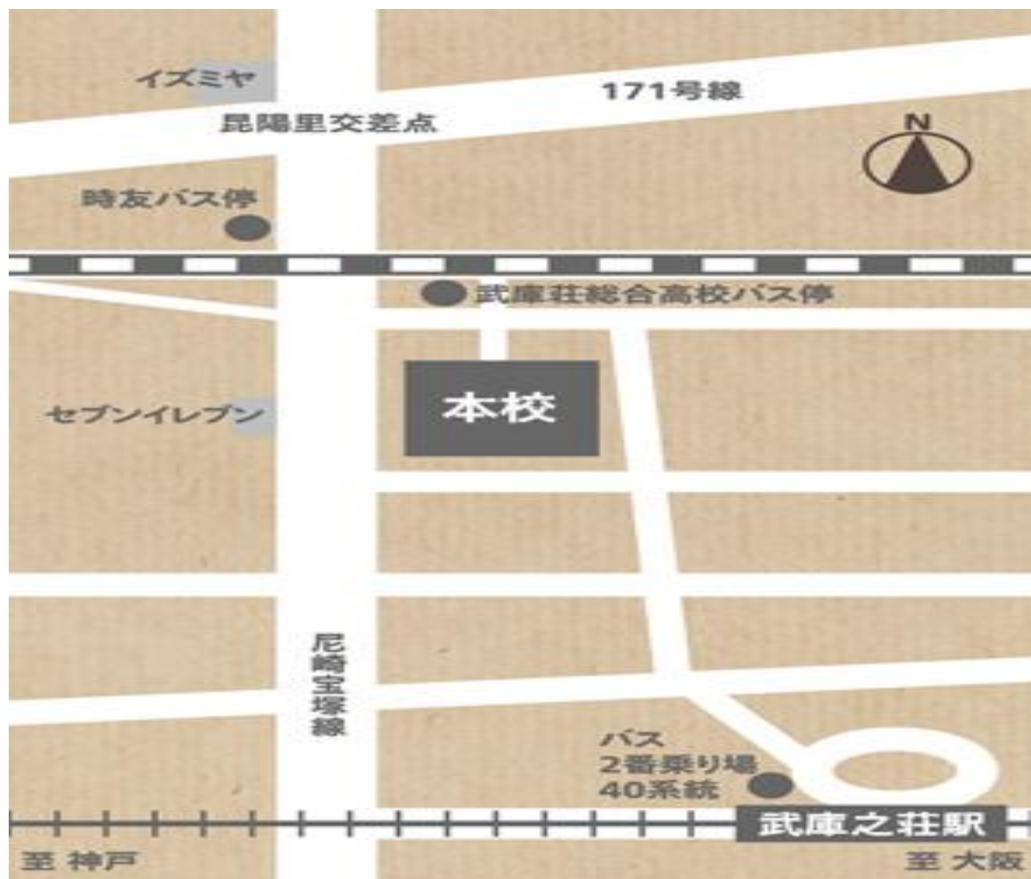 イズミヤ
171号線
昆陽里交差点
N
時友バス停
武庫荘総合高校バス停
本校
セブンイレブン
尼崎宝塚線
バス
2番乗り場
40系統
武庫之荘駅
至 神戸
至 大阪